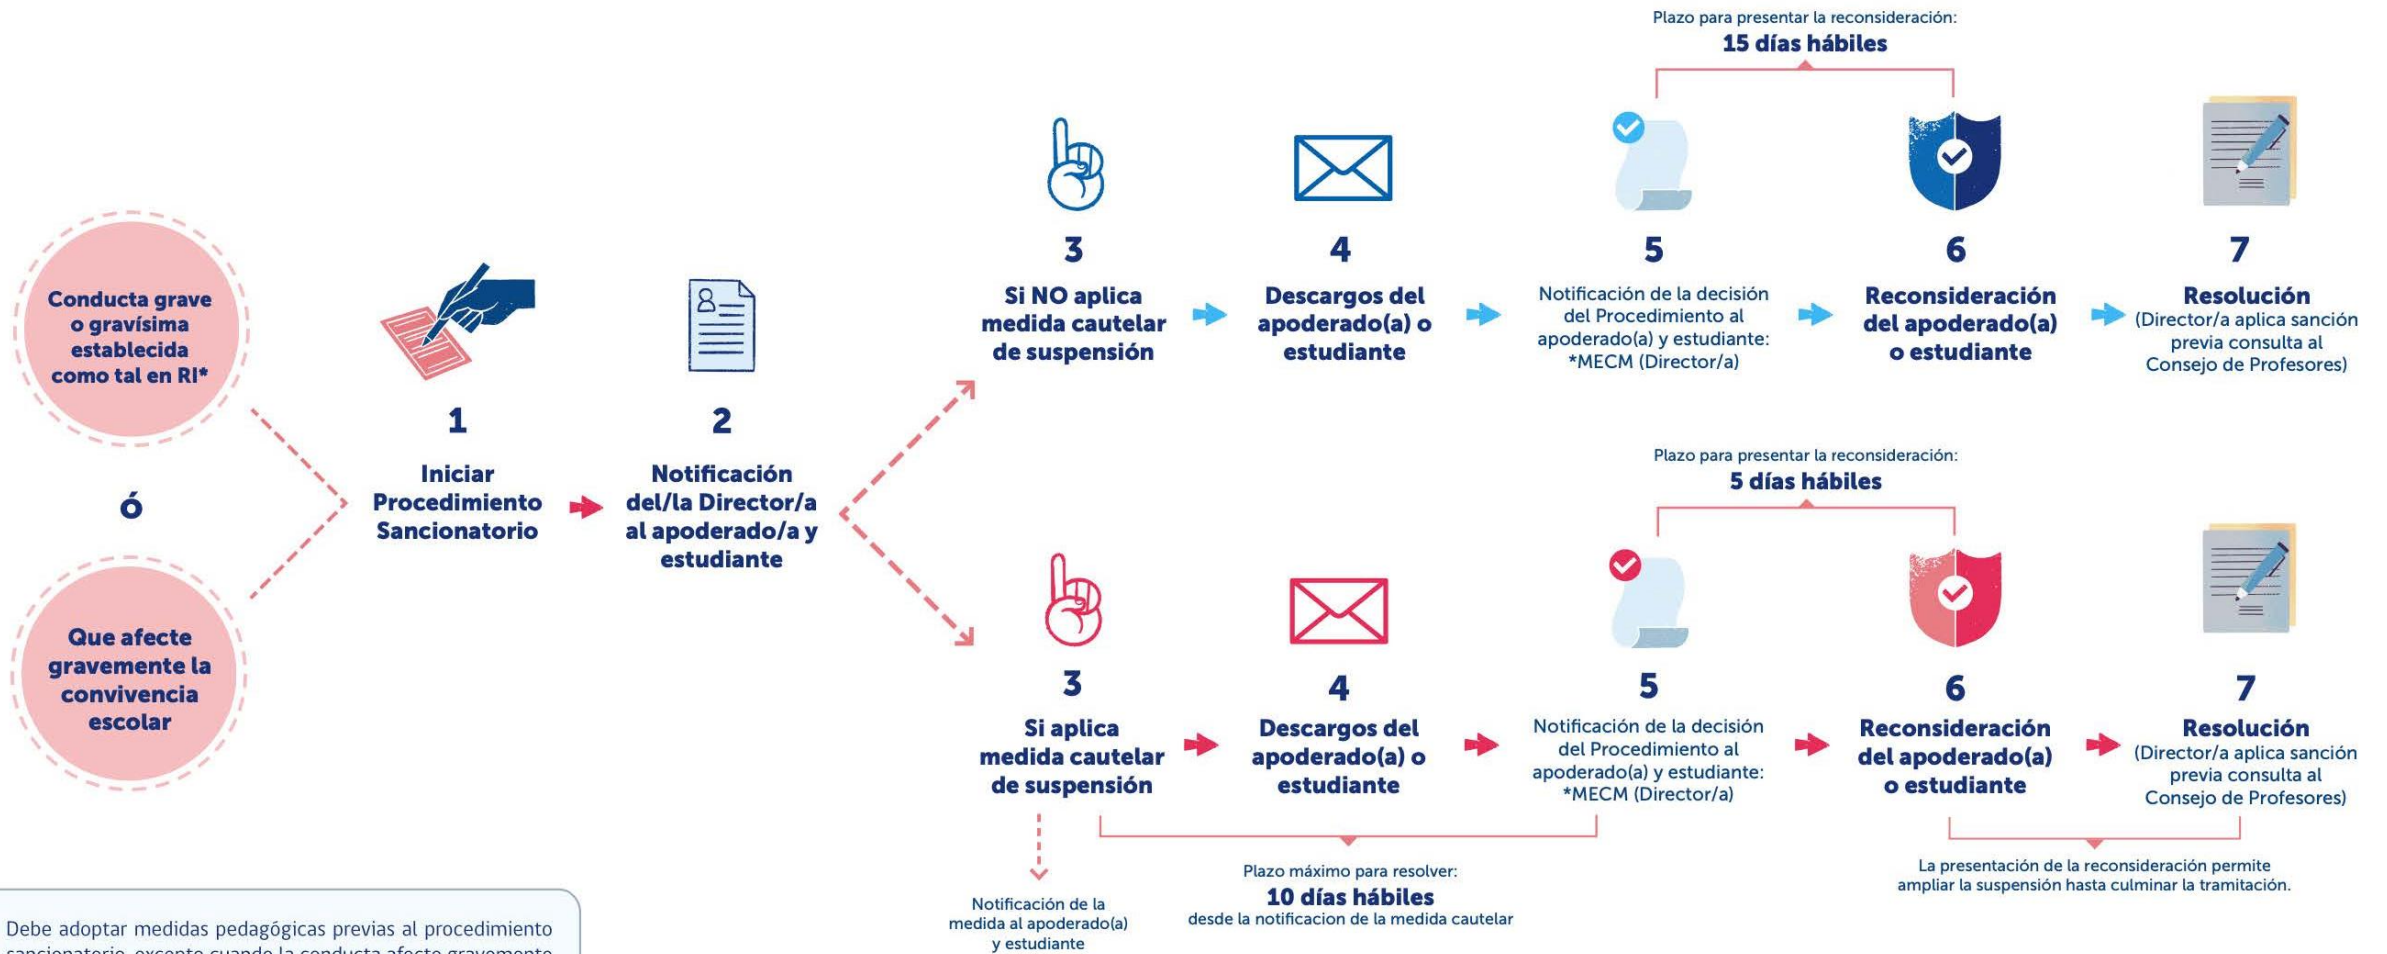 Conducta grave
o gravísima
establecida
como tal en RI*
ó
Que afecte
gravemente la
convivencia
escolar
1
Iniciar
Procedimiento
Sancionatorio
2
Notificación
del/la Director/a
al apoderado/a y
estudiante
Plazo para presentar la reconsideración:
15 días hábiles
3
Si NO aplica
medida cautelar
de suspensión
4
Descargos del
apoderado(a) o
estudiante
5
Notificación de la decisión
del Procedimiento al
apoderado(a) y estudiante:
*MECM (Director/a)
6
Reconsideración
del apoderado(a)
o estudiante
7
Resolución
(Director/a aplica sanción
previa consulta al
Consejo de Profesores)
Plazo para presentar la reconsideración:
5 días hábiles
3
Si aplica
medida cautelar
de suspensión
4
Descargos del
apoderado(a) o
estudiante
5
Notificación de la decisión
del Procedimiento al
apoderado(a) y estudiante:
*MECM (Director/a)
6
Reconsideración
del apoderado(a)
o estudiante
7
Resolución
(Director/a aplica sanción
previa consulta al
Consejo de Profesores)
Notificación de la
medida al apoderado(a)
y estudiante
Plazo máximo para resolver:
10 días hábiles
desde la notificacion de la medida cautelar
La presentación de la reconsideración permite
ampliar la suspensión hasta culminar la tramitación.
Debe adoptar medidas pedagógicas previas al procedimiento
sancionatorio, excepto cuando la conducta afecte gravemente